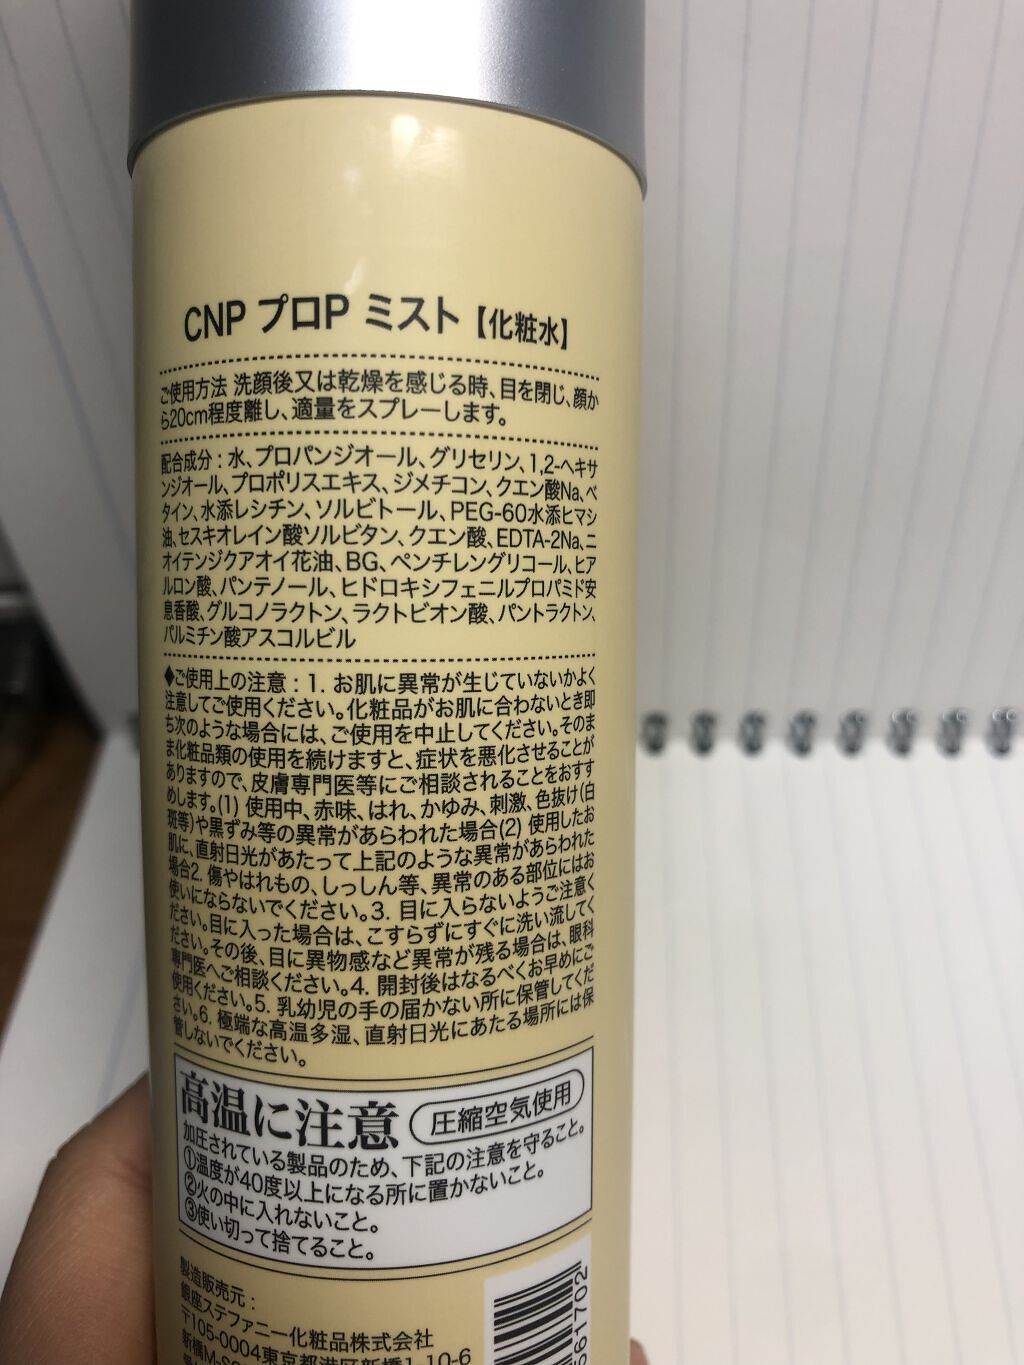 CNP プロP ミスト【化粧水】
ご使用方法 洗顔後又は乾燥を感じる時、目を閉じ、顔か
ら20cm程度離し、適量をスプレーします。
配合成分：水、プロパンジオール、グリセリン、1,2-ヘキサ
ンジオール、プロポリスエキス、ジメチコン、クエン酸Na、ベ
タイン、水添レシチン、ソルビトール、PEG-60水添ヒマシ
油、セスキオレイン酸ソルビタン、クエン酸、EDTA-2Na、ニ
オイテンジクアオイ花油、BG、ペンチレングリコール、ヒア
ルロン酸、パンテノール、ヒドロキシフェニルプロパミド安
息香酸、グルコノラクトン、ラクトビオン酸、パントラクトン、
パルミチン酸アスコルビル
◆ご使用上の注意：1. お肌に異常が生じていないかよく
注意してご使用ください。化粧品がお肌に合わないとき即
ち次のような場合には、ご使用を中止してください。そのま
ま化粧品類の使用を続けますと、症状を悪化させることが
ありますので、皮膚専門医等にご相談されることをおすす
めします。(1) 使用中、赤味、はれ、かゆみ、刺激、色抜け(白
斑等)や黒ずみ等の異常があらわれた場合(2) 使用したお
肌に、直射日光があたって上記のような異常があらわれた
場合2. 傷やはれもの、しっしん等、異常のある部位にはお
使いにならないでください。3. 目に入らないようご注意く
ださい。目に入った場合は、こすらずにすぐに洗い流してく
ださい。その後、目に異物感など異常が残る場合は、眼科
専門医へご相談ください。4. 開封後はなるべくお早めにご
使用ください。5. 乳幼児の手の届かない所に保管してくだ
さい。6. 極端な高温多湿、直射日光にあたる場所には保
管しないでください。
高温に注意 圧縮空気使用
加圧されている製品のため、下記の注意を守ること。
①温度が40度以上になる所に置かないこと。
②火の中に入れないこと。
③使い切って捨てること。
製造販売元：
銀座ステファニー化粧品株式会社
〒105-0004東京都港区新橋1-10-6
新橋M-S
561702